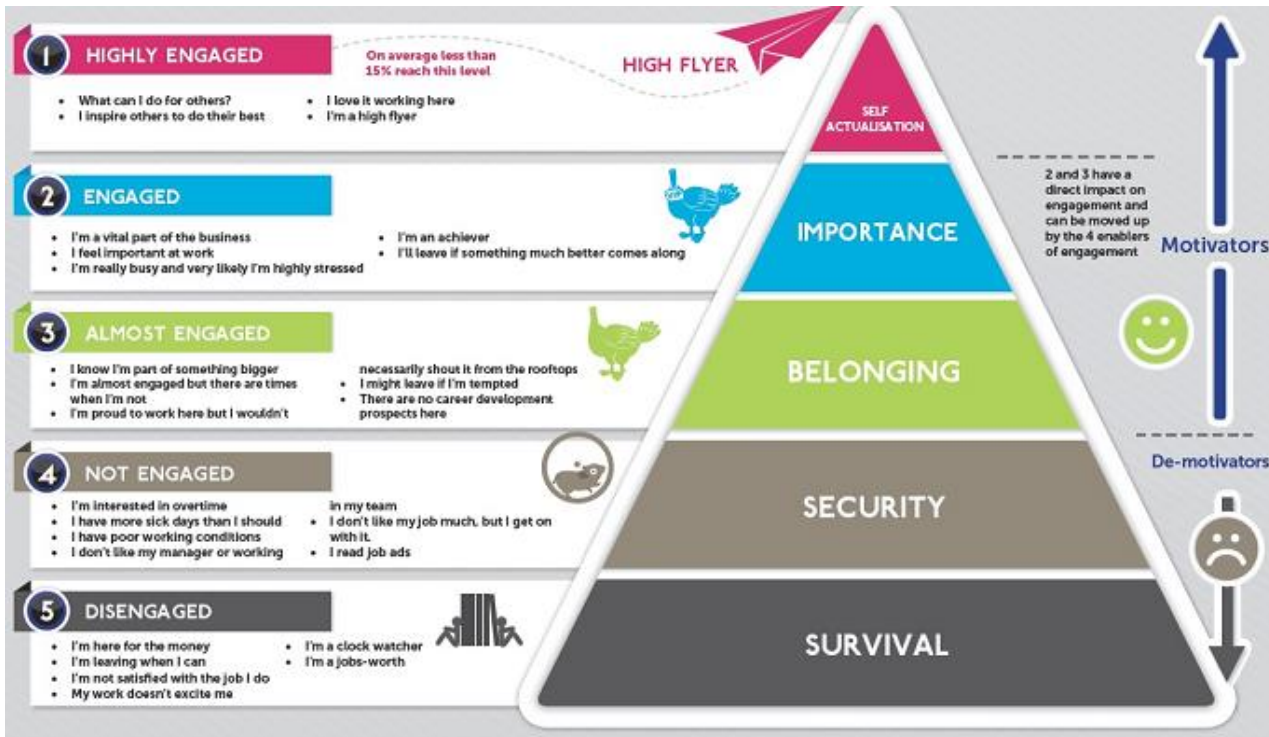 1 HIGHLY ENGAGED
On average less than
15% reach this level
HIGH FLYER
• What can I do for others?
• I inspire others to do their best
• I love it working here
• I'm a high flyer
SELF
ACTUALISATION
2 ENGAGED
• I'm a vital part of the business
• I feel important at work
• I'm really busy and very likely I'm highly stressed
• I'm an achiever
• I'll leave if something much better comes along
IMPORTANCE
2 and 3 have a
direct impact on
engagement and
can be moved up
by the 4 enablers
of engagement
Motivators
3 ALMOST ENGAGED
• I know I'm part of something bigger
• I'm almost engaged but there are times
when I'm not
• I'm proud to work here but I wouldn't
necessarily shout it from the rooftops
• I might leave if I'm tempted
• There are no career development
prospects here
BELONGING
De-motivators
4 NOT ENGAGED
• I'm interested in overtime
• I have more sick days than I should
• I have poor working conditions
• I don't like my manager or working
in my team
• I don't like my job much, but I get on
with it.
• I read job ads
SECURITY
5 DISENGAGED
• I'm here for the money
• I'm leaving when I can
• I'm not satisfied with the job I do
• My work doesn't excite me
• I'm a clock watcher
• I'm a jobs-worth
SURVIVAL